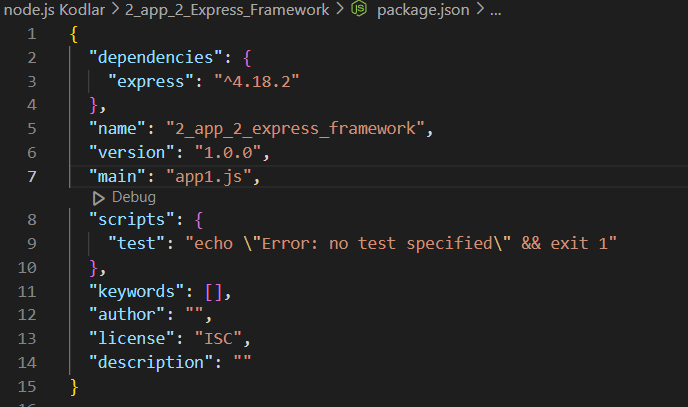 node.js Kodlar > 2_app_2_Express_Framework > package.json > ...
1 {
2 "dependencies": {
3 "express": "^4.18.2"
4 },
5 "name": "2_app_2_express_framework",
6 "version": "1.0.0",
7 "main": "app1.js",
Debug
8 "scripts": {
9 "test": "echo \"Error: no test specified\" && exit 1"
10 },
11 "keywords": [],
12 "author": "",
13 "license": "ISC",
14 "description": ""
15 }